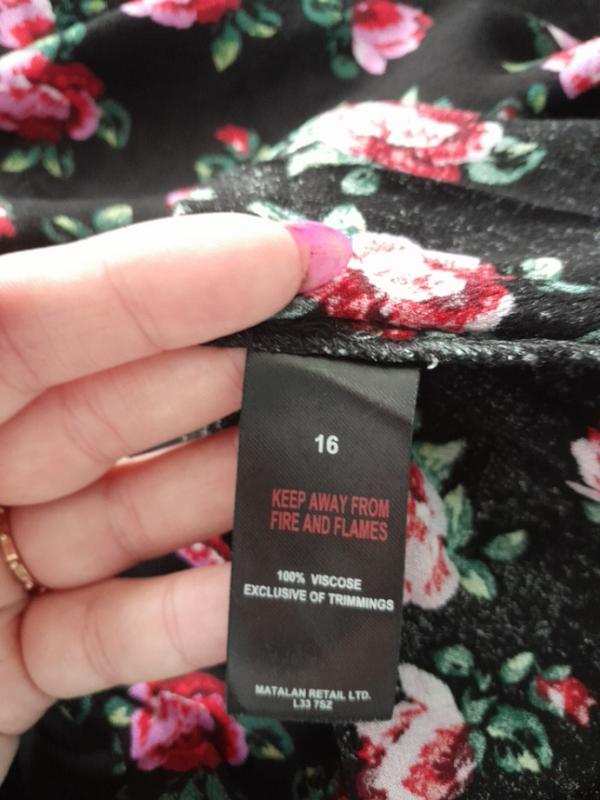 16
KEEP AWAY FROM
FIRE AND FLAMES
100% VISCOSE
EXCLUSIVE OF TRIMMINGS
MATALAN RETAIL LTD.
L33 7SZ